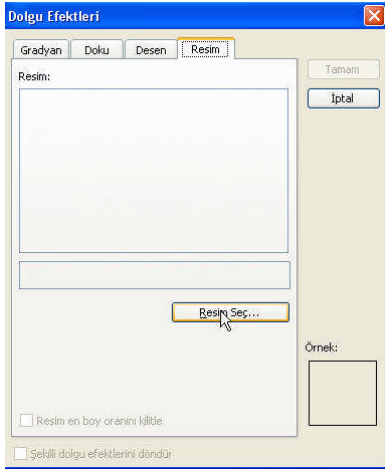 Dolgu Efektleri
Gradyan Doku Desen Resim
Resim:
Tamam
İptal
Resim Seç...
Örnek:
Resim en boy oranını kilitle
Şekilli dolgu efektlerini döndür